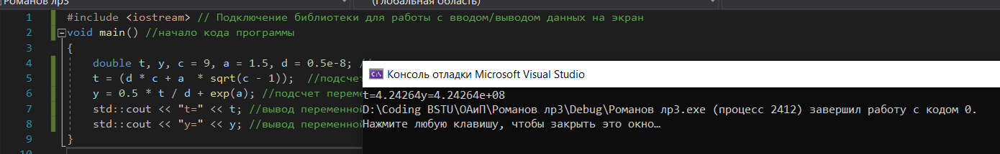 Романов лр3 (Глобальная область)
1 #include <iostream> // Подключение библиотеки для работы с вводом/выводом данных на экран
2 void main() //начало кода программы
3 {
4 double t, y, c = 9, a = 1.5, d = 0.5e-8; //
5 t = (d * c + a * sqrt(c - 1)); //подсчет
6 y = 0.5 * t / d + exp(a); //подсчет переме
7 std::cout << "t=" << t; //вывод переменной
8 std::cout << "y=" << y; //вывод переменной
9 }
10
Консоль отладки Microsoft Visual Studio
t=4.24264y=4.24264e+08
D:\Coding BSTU\ОАиП\Романов лр3\Debug\Романов лр3.exe (процесс 2412) завершил работу с кодом 0.
Нажмите любую клавишу, чтобы закрыть это окно…